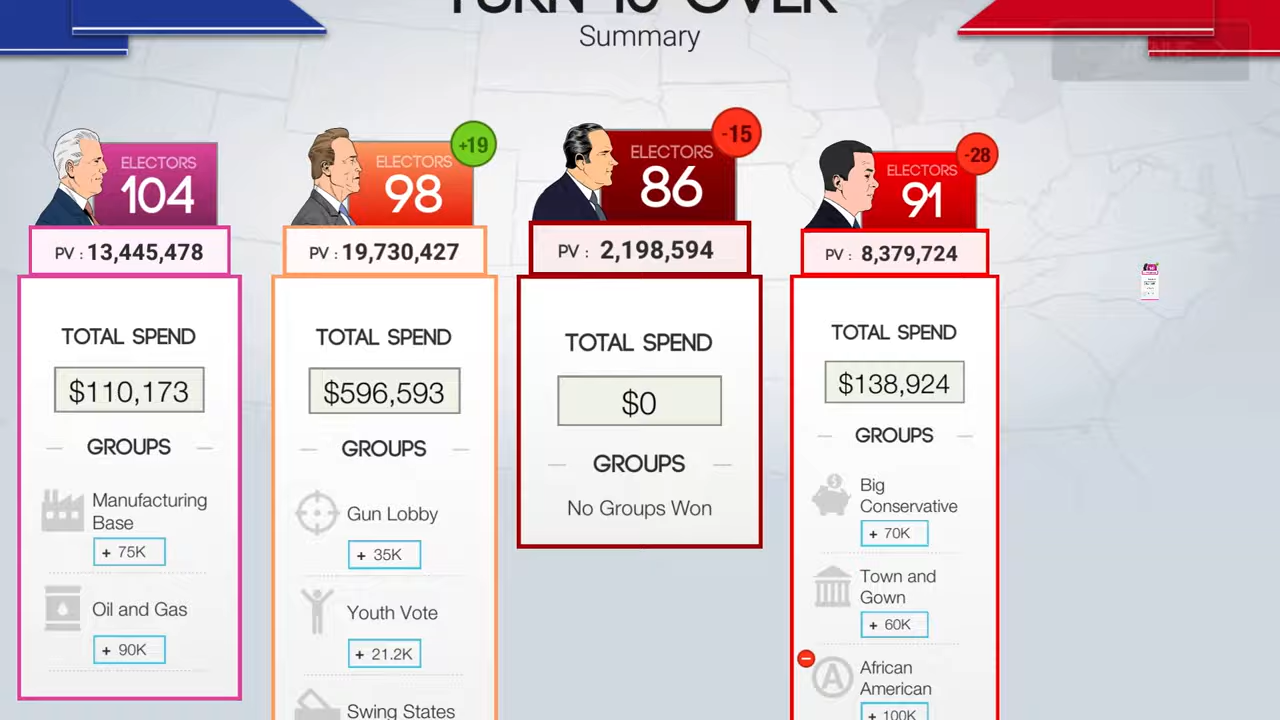 TURN 10 OVER
Summary
ELECTORS
104
PV : 13,445,478
TOTAL SPEND
$110,173
GROUPS
Manufacturing
Base
+ 75K
Oil and Gas
+ 90K
+19
ELECTORS
98
PV : 19,730,427
TOTAL SPEND
$596,593
GROUPS
Gun Lobby
+ 35K
Youth Vote
+ 21.2K
Swing States
-15
ELECTORS
86
PV : 2,198,594
TOTAL SPEND
$0
GROUPS
No Groups Won
-28
ELECTORS
91
PV : 8,379,724
TOTAL SPEND
$138,924
GROUPS
Big
Conservative
+ 70K
Town and
Gown
+ 60K
A
African
American
+ 100K